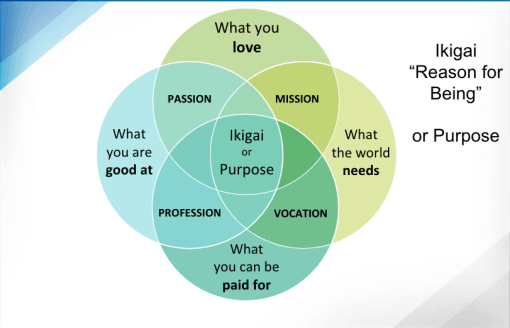 What you
love
PASSION
MISSION
What
you are
good at
Ikigai
or
Purpose
What
the world
needs
PROFESSION
VOCATION
What
you can be
paid for
Ikigai
“Reason for
Being”
or Purpose